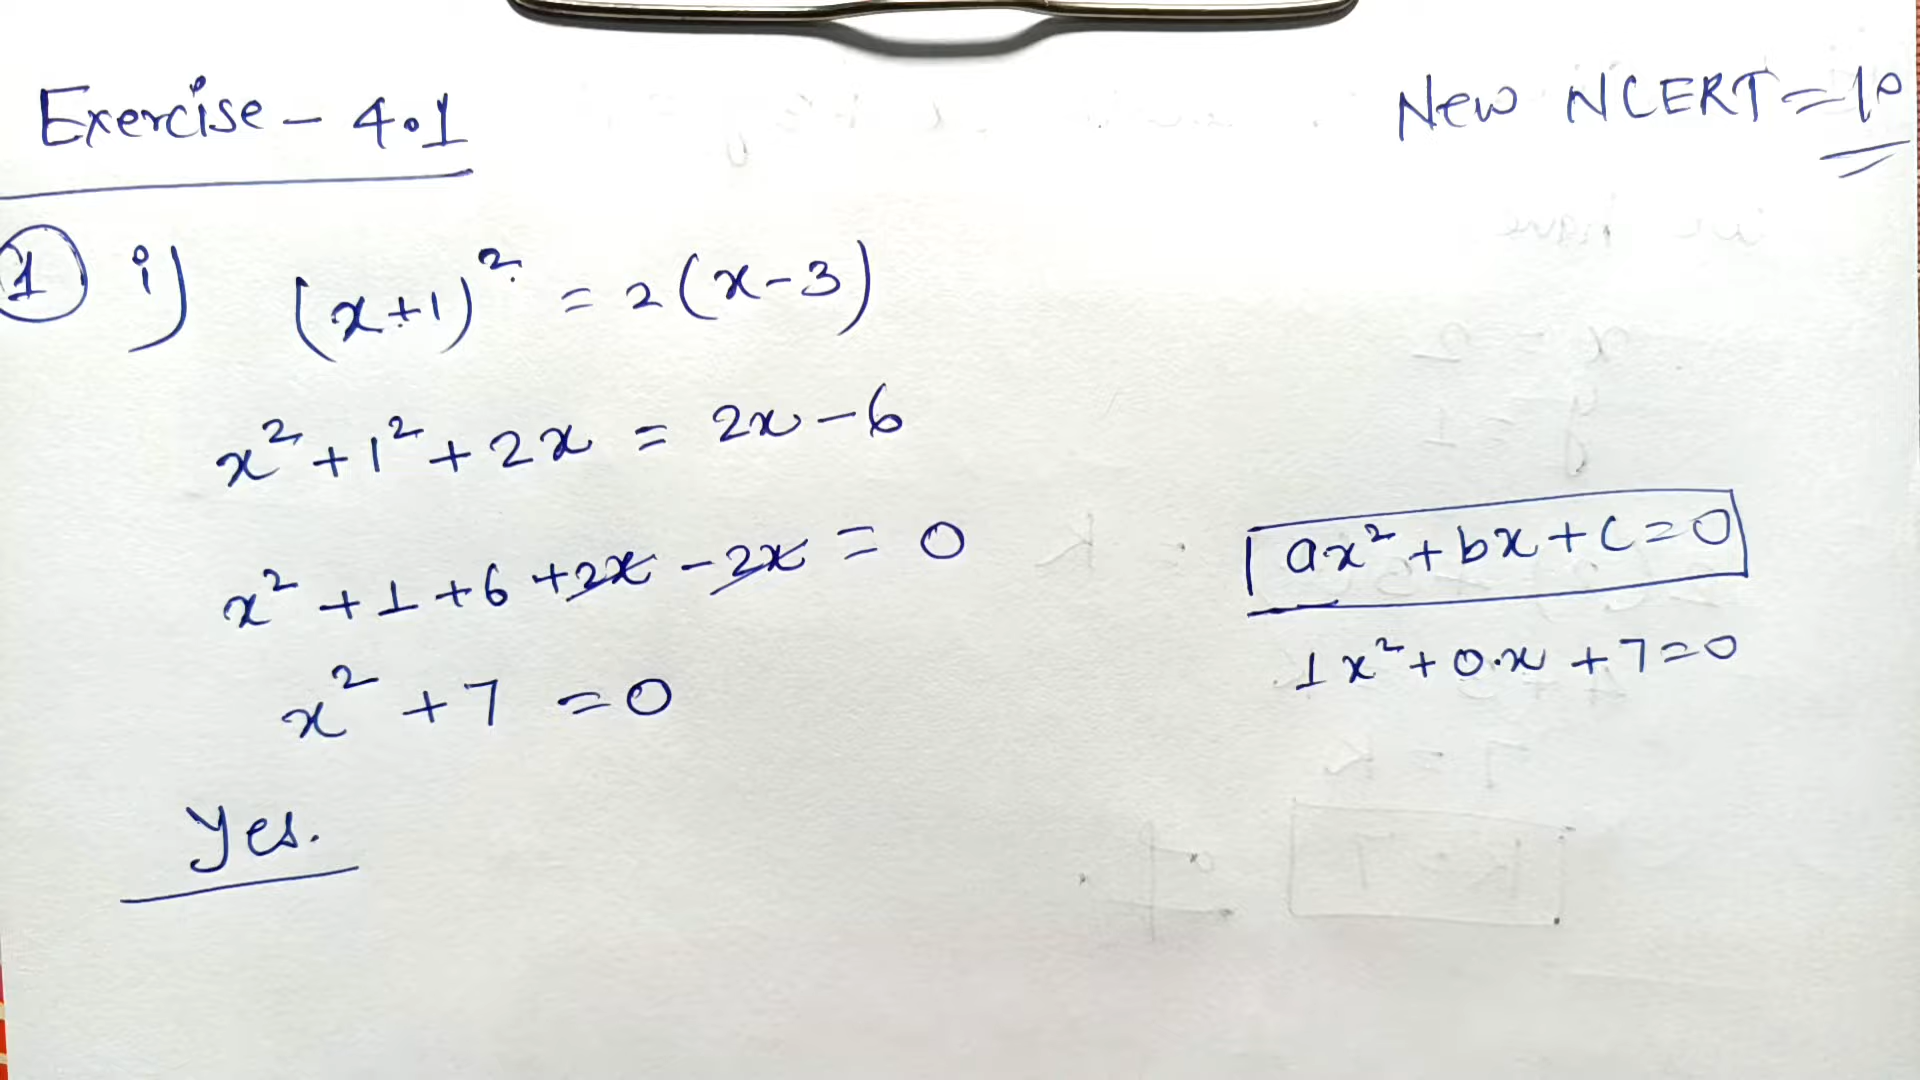 Exercise - 4.1
New NCERT = 10
① i) (x+1)² = 2(x-3)
x² + 1² + 2x = 2x - 6
x² + 1 + 6 + 2x - 2x = 0
ax² + bx + c = 0
x² + 7 = 0
1x² + 0.x + 7 = 0
Yes.